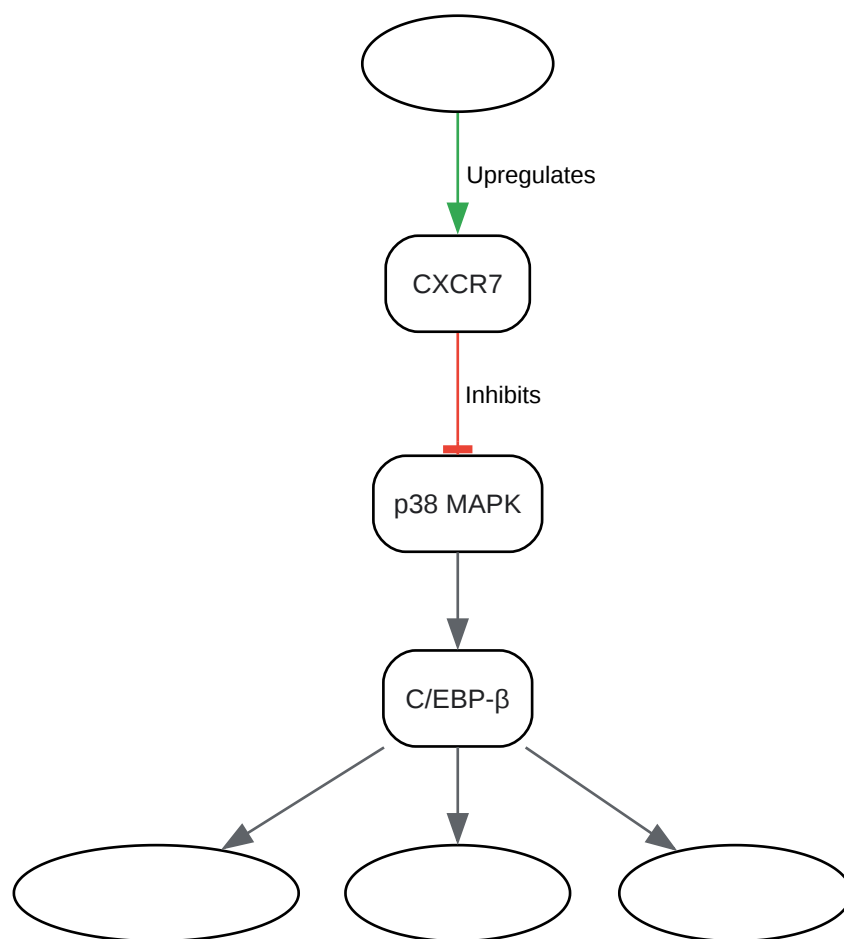 Upregulates
CXCR7
Inhibits
p38 MAPK
C/EBP-β